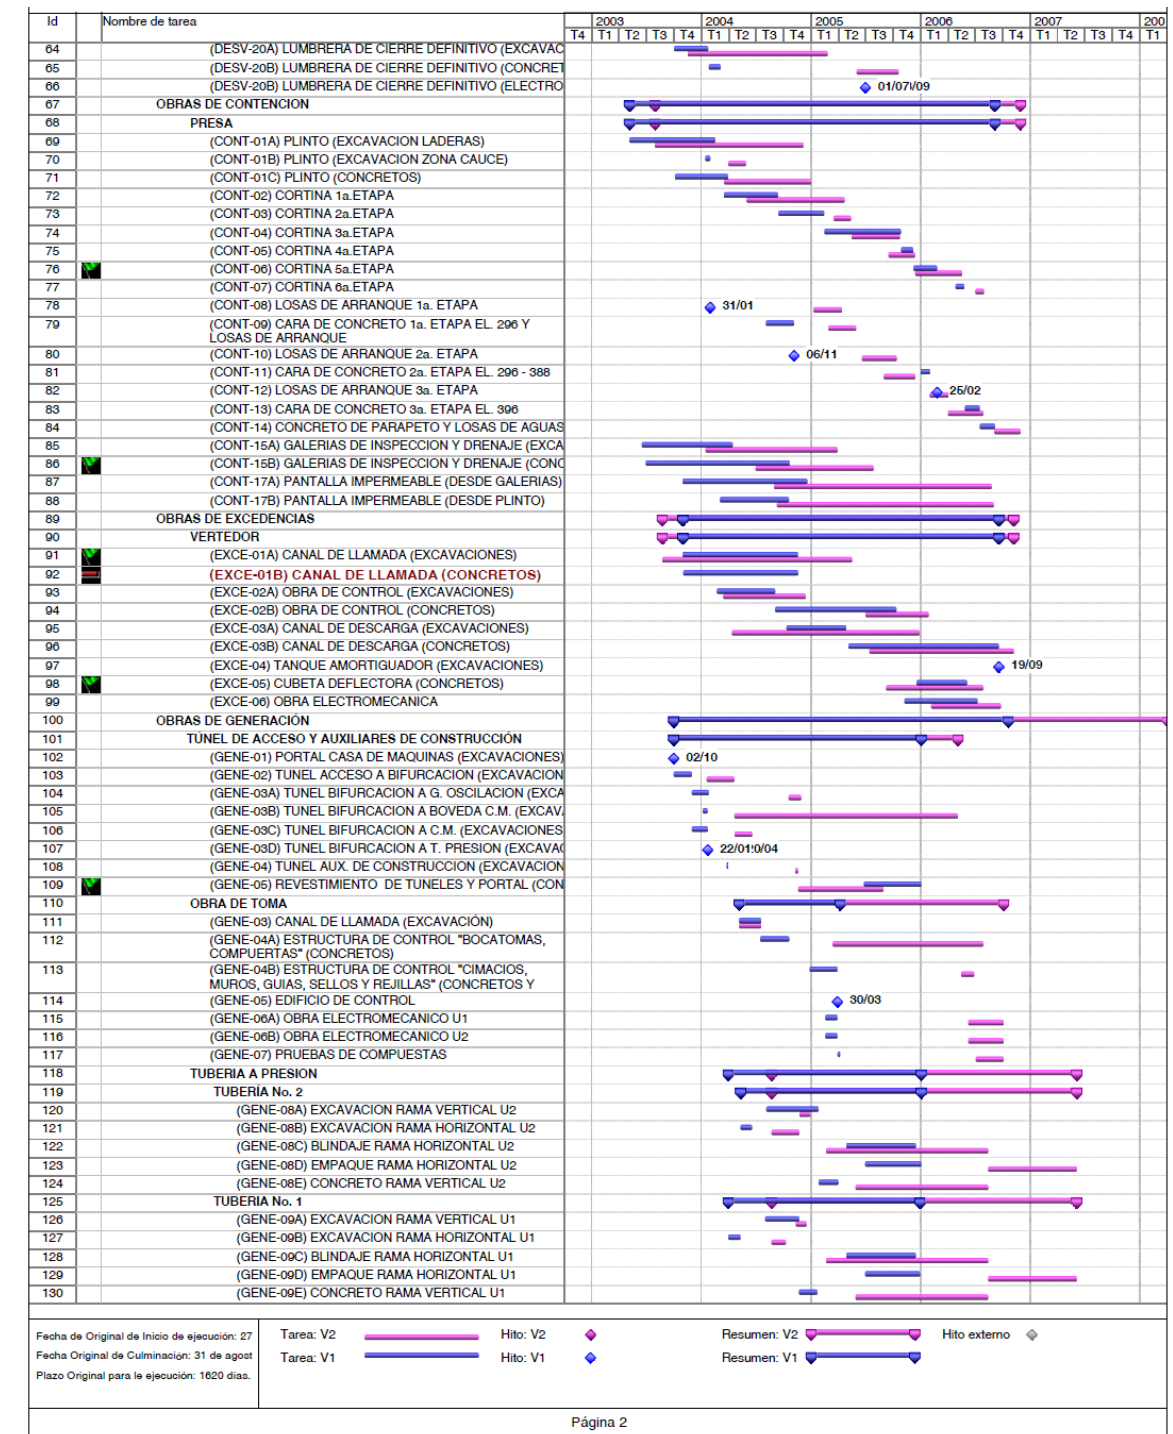 Id Nombre de tarea 2003 2004 2005 2006 2007 200
T4 T1 T2 T3 T4 T1 T2 T3 T4 T1 T2 T3 T4 T1 T2 T3 T4 T1 T2 T3 T4 T1
64 (DESV-20A) LUMBRERA DE CIERRE DEFINITIVO (EXCAVAC
65 (DESV-20B) LUMBRERA DE CIERRE DEFINITIVO (CONCRET
66 (DESV-20B) LUMBRERA DE CIERRE DEFINITIVO (ELECTRO 01/07
67 OBRAS DE CONTENCION
68 PRESA
69 (CONT-01A) PLINTO (EXCAVACION LADERAS)
70 (CONT-01B) PLINTO (EXCAVACION ZONA CAUCE)
71 (CONT-01C) PLINTO (CONCRETOS)
72 (CONT-02) CORTINA 1a.ETAPA
73 (CONT-03) CORTINA 2a.ETAPA
74 (CONT-04) CORTINA 3a.ETAPA
75 (CONT-05) CORTINA 4a.ETAPA
76 (CONT-06) CORTINA 5a.ETAPA
77 (CONT-07) CORTINA 6a.ETAPA
78 (CONT-08) LOSAS DE ARRANQUE 1a. ETAPA 31/01
79 (CONT-09) CARA DE CONCRETO 1a. ETAPA EL. 296 Y
LOSAS DE ARRANQUE
80 (CONT-10) LOSAS DE ARRANQUE 2a. ETAPA 06/11
81 (CONT-11) CARA DE CONCRETO 2a. ETAPA EL. 296 - 388
82 (CONT-12) LOSAS DE ARRANQUE 3a. ETAPA 25/02
83 (CONT-13) CARA DE CONCRETO 3a. ETAPA EL. 396
84 (CONT-14) CONCRETO DE PARAPETO Y LOSAS DE AGUAS
85 (CONT-15A) GALERIAS DE INSPECCION Y DRENAJE (EXCA
86 (CONT-15B) GALERIAS DE INSPECCION Y DRENAJE (CONC
87 (CONT-17A) PANTALLA IMPERMEABLE (DESDE GALERIAS)
88 (CONT-17B) PANTALLA IMPERMEABLE (DESDE PLINTO)
89 OBRAS DE EXCEDENCIAS
90 VERTEDOR
91 (EXCE-01A) CANAL DE LLAMADA (EXCAVACIONES)
92 (EXCE-01B) CANAL DE LLAMADA (CONCRETOS)
93 (EXCE-02A) OBRA DE CONTROL (EXCAVACIONES)
94 (EXCE-02B) OBRA DE CONTROL (CONCRETOS)
95 (EXCE-03A) CANAL DE DESCARGA (EXCAVACIONES)
96 (EXCE-03B) CANAL DE DESCARGA (CONCRETOS)
97 (EXCE-04) TANQUE AMORTIGUADOR (EXCAVACIONES) 19/09
98 (EXCE-05) CUBETA DEFLECTORA (CONCRETOS)
99 (EXCE-06) OBRA ELECTROMECANICA
100 OBRAS DE GENERACIÓN
101 TÚNEL DE ACCESO Y AUXILIARES DE CONSTRUCCIÓN
102 (GENE-01) PORTAL CASA DE MAQUINAS (EXCAVACIONES) 02/10
103 (GENE-02) TUNEL ACCESO A BIFURCACION (EXCAVACION
104 (GENE-03A) TUNEL BIFURCACION A G. OSCILACION (EXCA
105 (GENE-03B) TUNEL BIFURCACION A BOVEDA C.M. (EXCAV
106 (GENE-03C) TUNEL BIFURCACION A C.M. (EXCAVACIONES
107 (GENE-03D) TUNEL BIFURCACION A T. PRESION (EXCAVA 22/01
108 (GENE-04) TUNEL AUX. DE CONSTRUCCION (EXCAVACION
109 (GENE-05) REVESTIMIENTO DE TUNELES Y PORTAL (CON
110 OBRA DE TOMA
111 (GENE-03) CANAL DE LLAMADA (EXCAVACIÓN)
112 (GENE-04A) ESTRUCTURA DE CONTROL "BOCATOMAS,
COMPUERTAS" (CONCRETOS)
113 (GENE-04B) ESTRUCTURA DE CONTROL "CIMACIOS,
MUROS, GUIAS, SELLOS Y REJILLAS" (CONCRETOS Y
114 (GENE-05) EDIFICIO DE CONTROL 30/03
115 (GENE-06A) OBRA ELECTROMECANICO U1
116 (GENE-06B) OBRA ELECTROMECANICO U2
117 (GENE-07) PRUEBAS DE COMPUESTAS
118 TUBERIA A PRESION
119 TUBERÍA No. 2
120 (GENE-08A) EXCAVACION RAMA VERTICAL U2
121 (GENE-08B) EXCAVACION RAMA HORIZONTAL U2
122 (GENE-08C) BLINDAJE RAMA HORIZONTAL U2
123 (GENE-08D) EMPAQUE RAMA HORIZONTAL U2
124 (GENE-08E) CONCRETO RAMA VERTICAL U2
125 TUBERIA No. 1
126 (GENE-09A) EXCAVACION RAMA VERTICAL U1
127 (GENE-09B) EXCAVACION RAMA HORIZONTAL U1
128 (GENE-09C) BLINDAJE RAMA HORIZONTAL U1
129 (GENE-09D) EMPAQUE RAMA HORIZONTAL U1
130 (GENE-09E) CONCRETO RAMA VERTICAL U1
Fecha de Original de Inicio de ejecución: 27 Tarea: V2 Hito: V2 Resumen: V2 Hito externo
Fecha Original de Culminación: 31 de agost Tarea: V1 Hito: V1 Resumen: V1
Plazo Original para le ejecución: 1620 dias.
Página 2